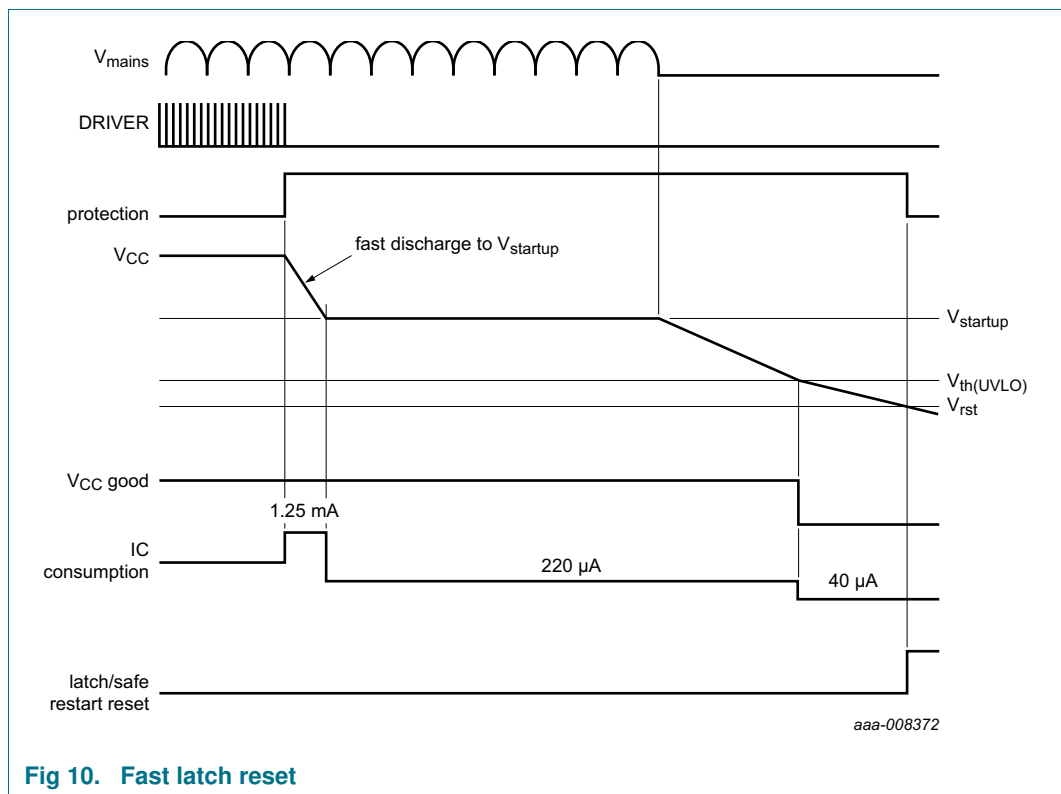 Vmains
DRIVER
protection
VCC
fast discharge to Vstartup
Vstartup
Vth(UVLO)
Vrst
VCC good
1.25 mA
IC
consumption
220 µA
40 µA
latch/safe
restart reset
aaa-008372
Fig 10. Fast latch reset